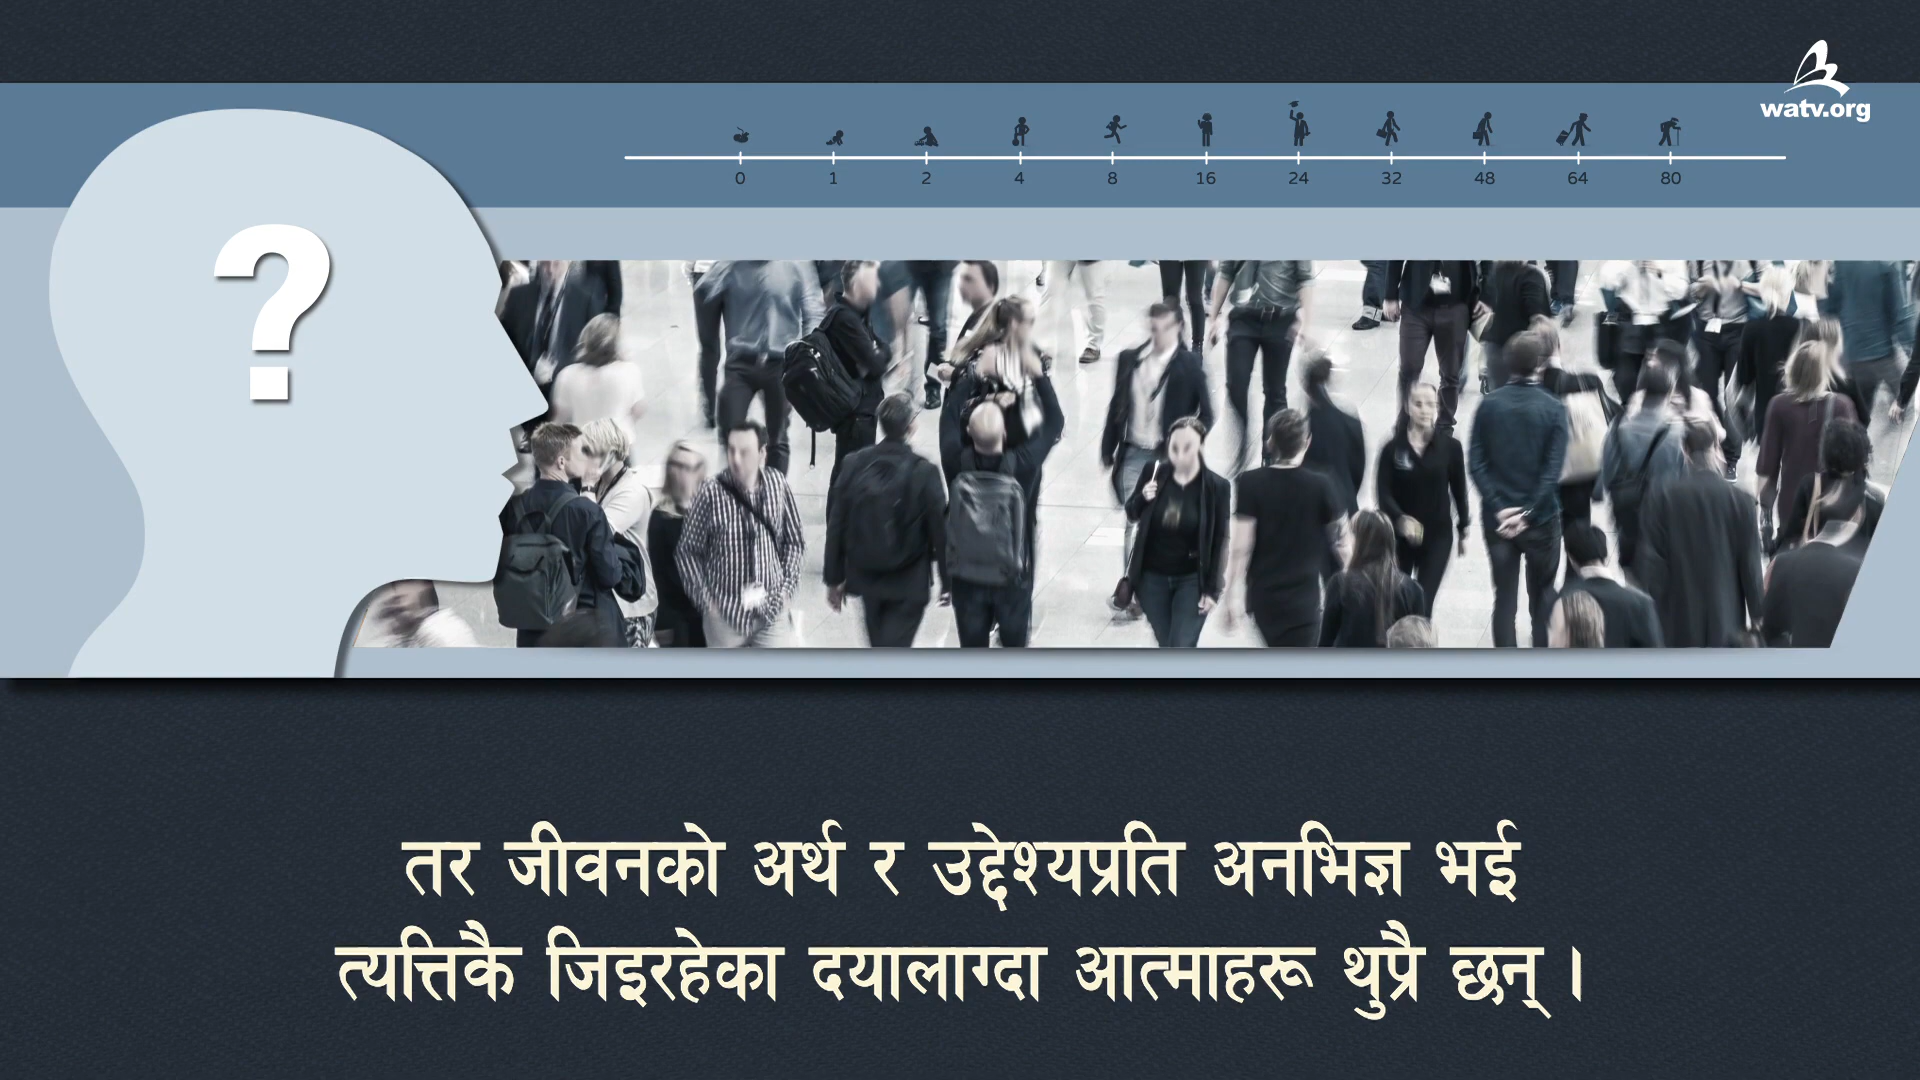 watv.org
0 1 2 4 8 16 24 32 48 64 80
?
तर जीवनको अर्थ र उद्देश्यप्रति अनभिज्ञ भई
त्यत्तिकै जिइरहेका दयालाग्दा आत्माहरू थुप्रै छन् ।